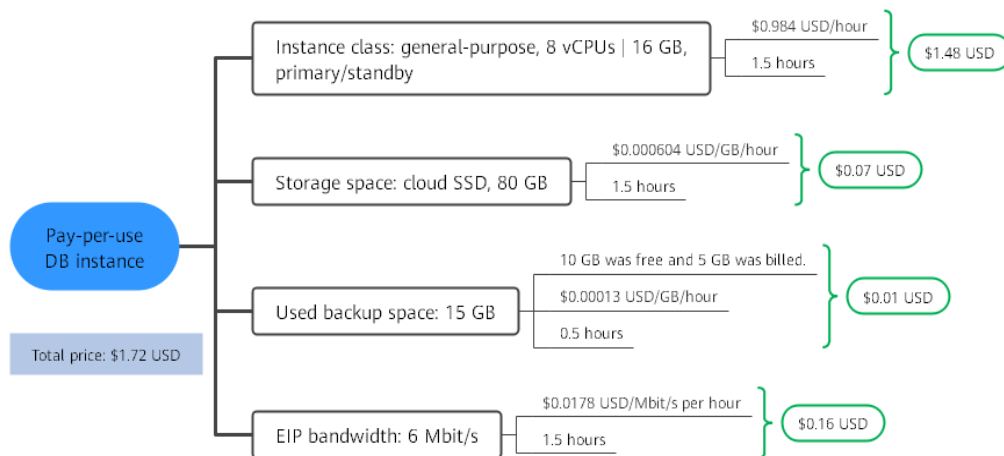 Pay-per-use
DB instance
Total price: $1.72 USD
Instance class: general-purpose, 8 vCPUs | 16 GB,
primary/standby
$0.984 USD/hour
1.5 hours
$1.48 USD
Storage space: cloud SSD, 80 GB
$0.000604 USD/GB/hour
1.5 hours
$0.07 USD
Used backup space: 15 GB
10 GB was free and 5 GB was billed.
$0.00013 USD/GB/hour
0.5 hours
$0.01 USD
EIP bandwidth: 6 Mbit/s
$0.0178 USD/Mbit/s per hour
1.5 hours
$0.16 USD